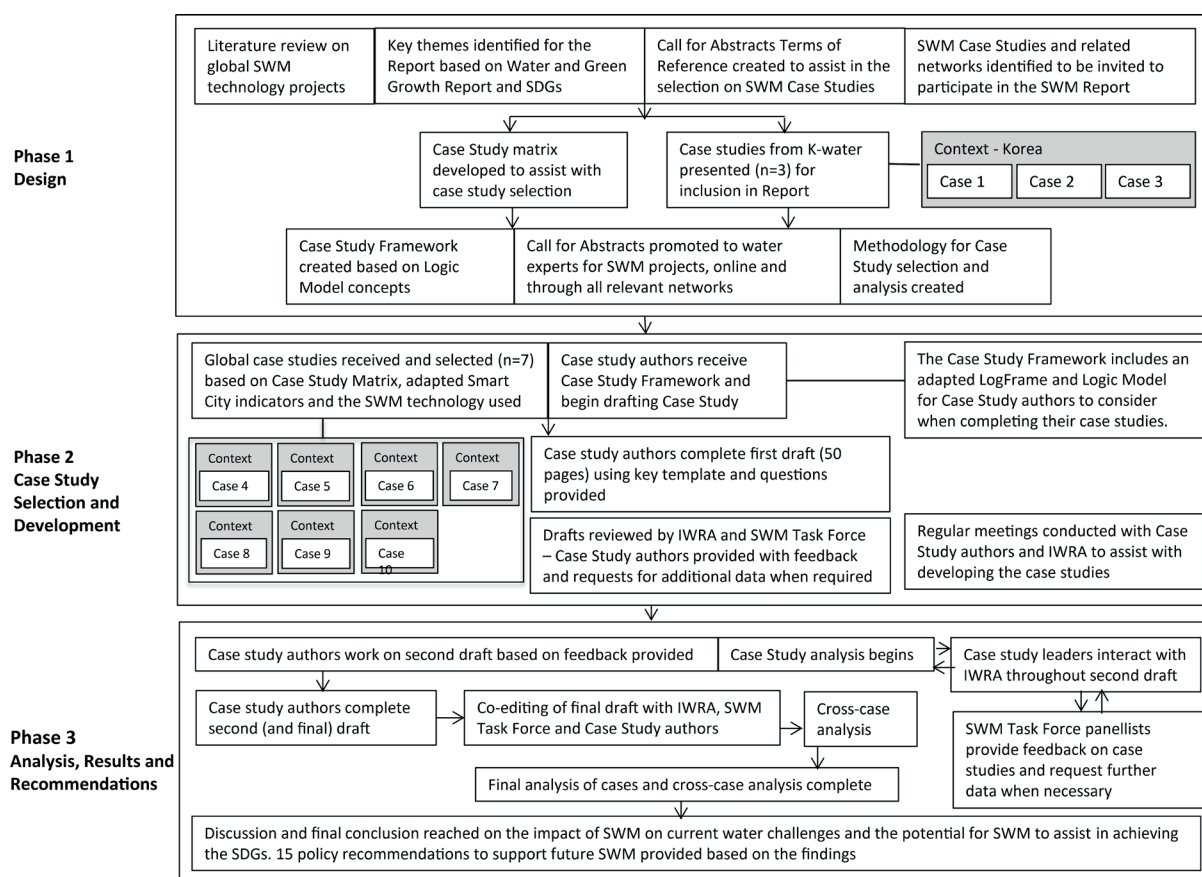 Phase 1
Design
Literature review on
global SWM
technology projects
Key themes identified for the
Report based on Water and Green
Growth Report and SDGs
Call for Abstracts Terms of
Reference created to assist in the
selection on SWM Case Studies
SWM Case Studies and related
networks identified to be invited to
participate in the SWM Report
Case Study matrix
developed to assist with
case study selection
Case studies from K-water
presented (n=3) for
inclusion in Report
Context - Korea
Case 1
Case 2
Case 3
Case Study Framework
created based on Logic
Model concepts
Call for Abstracts promoted to water
experts for SWM projects, online and
through all relevant networks
Methodology for Case
Study selection and
analysis created
Phase 2
Case Study
Selection and
Development
Global case studies received and selected (n=7)
based on Case Study Matrix, adapted Smart
City indicators and the SWM technology used
Case study authors receive
Case Study Framework and
begin drafting Case Study
The Case Study Framework includes an
adapted LogFrame and Logic Model
for Case Study authors to consider
when completing their case studies.
Context
Case 4
Context
Case 5
Context
Case 6
Context
Case 7
Context
Case 8
Context
Case 9
Context
Case
10
Case study authors complete first draft (50
pages) using key template and questions
provided
Drafts reviewed by IWRA and SWM Task Force
– Case Study authors provided with feedback
and requests for additional data when required
Regular meetings conducted with Case
Study authors and IWRA to assist with
developing the case studies
Phase 3
Analysis, Results and
Recommendations
Case study authors work on second draft based on feedback provided
Case Study analysis begins
Case study leaders interact with
IWRA throughout second draft
Case study authors complete
second (and final) draft
Co-editing of final draft with IWRA, SWM
Task Force and Case Study authors
Cross-case
analysis
SWM Task Force panellists
provide feedback on case
studies and request further
data when necessary
Final analysis of cases and cross-case analysis complete
Discussion and final conclusion reached on the impact of SWM on current water challenges and the potential for SWM to assist in achieving
the SDGs. 15 policy recommendations to support future SWM provided based on the findings